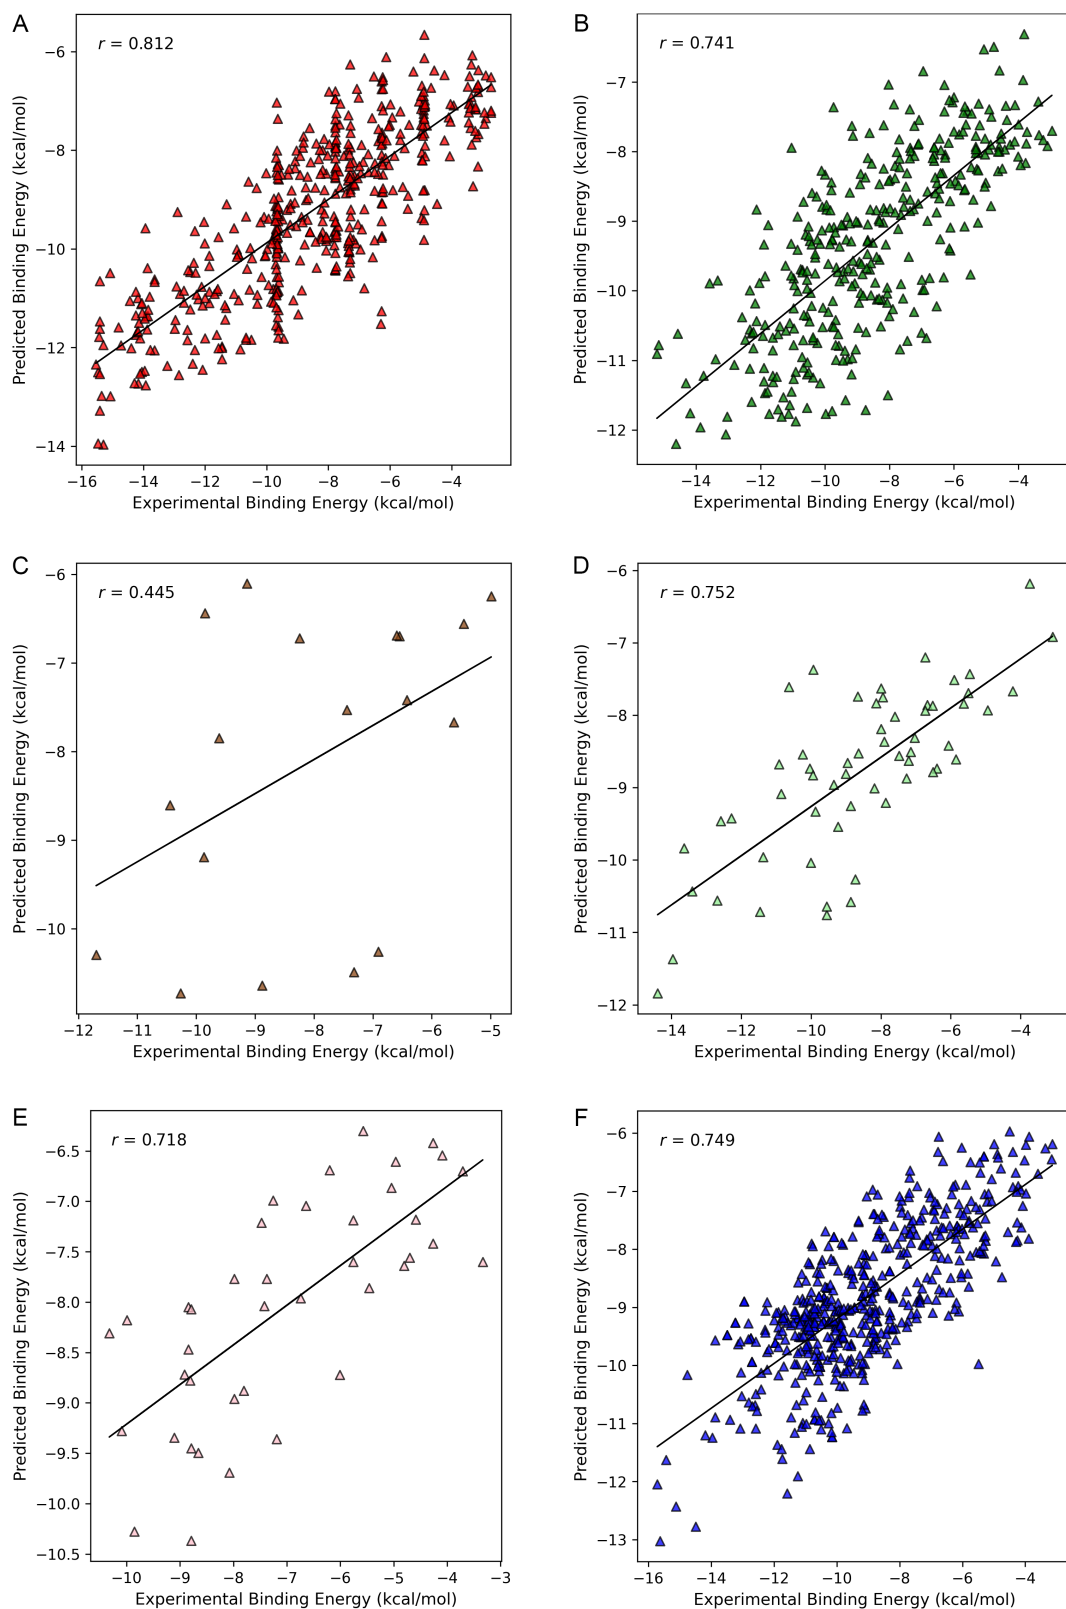 A
r = 0.812
−6
−8
−10
−12
−14
−16 −14 −12 −10 −8 −6 −4
Experimental Binding Energy (kcal/mol)
Predicted Binding Energy (kcal/mol)
B
r = 0.741
−7
−8
−9
−10
−11
−12
−14 −12 −10 −8 −6 −4
Experimental Binding Energy (kcal/mol)
Predicted Binding Energy (kcal/mol)
C
r = 0.445
−6
−7
−8
−9
−10
−12 −11 −10 −9 −8 −7 −6 −5
Experimental Binding Energy (kcal/mol)
Predicted Binding Energy (kcal/mol)
D
r = 0.752
−6
−7
−8
−9
−10
−11
−12
−14 −12 −10 −8 −6 −4
Experimental Binding Energy (kcal/mol)
Predicted Binding Energy (kcal/mol)
E
r = 0.718
−6.5
−7.0
−7.5
−8.0
−8.5
−9.0
−9.5
−10.0
−10.5
−10 −9 −8 −7 −6 −5 −4 −3
Experimental Binding Energy (kcal/mol)
Predicted Binding Energy (kcal/mol)
F
r = 0.749
−6
−7
−8
−9
−10
−11
−12
−13
−16 −14 −12 −10 −8 −6 −4
Experimental Binding Energy (kcal/mol)
Predicted Binding Energy (kcal/mol)